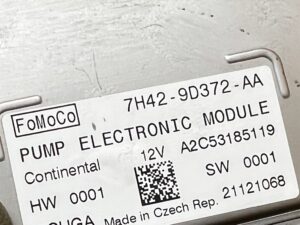 FoMoCo 7H42-9D372-AA
PUMP ELECTRONIC MODULE
Continental 12V A2C53185119
HW 0001 SW 0001
Made in Czech Rep. 21121068